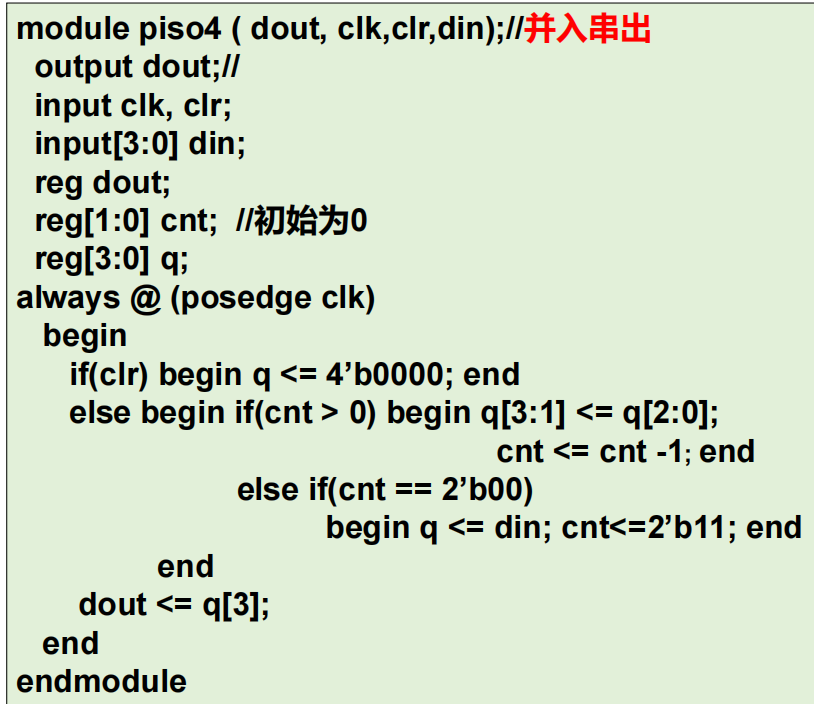 module piso4 ( dout, clk,clr,din);//并入串出
output dout;//
input clk, clr;
input[3:0] din;
reg dout;
reg[1:0] cnt; //初始为0
reg[3:0] q;
always @ (posedge clk)
begin
if(clr) begin q <= 4’b0000; end
else begin if(cnt > 0) begin q[3:1] <= q[2:0];
cnt <= cnt -1; end
else if(cnt == 2’b00)
begin q <= din; cnt<=2’b11; end
end
dout <= q[3];
end
endmodule